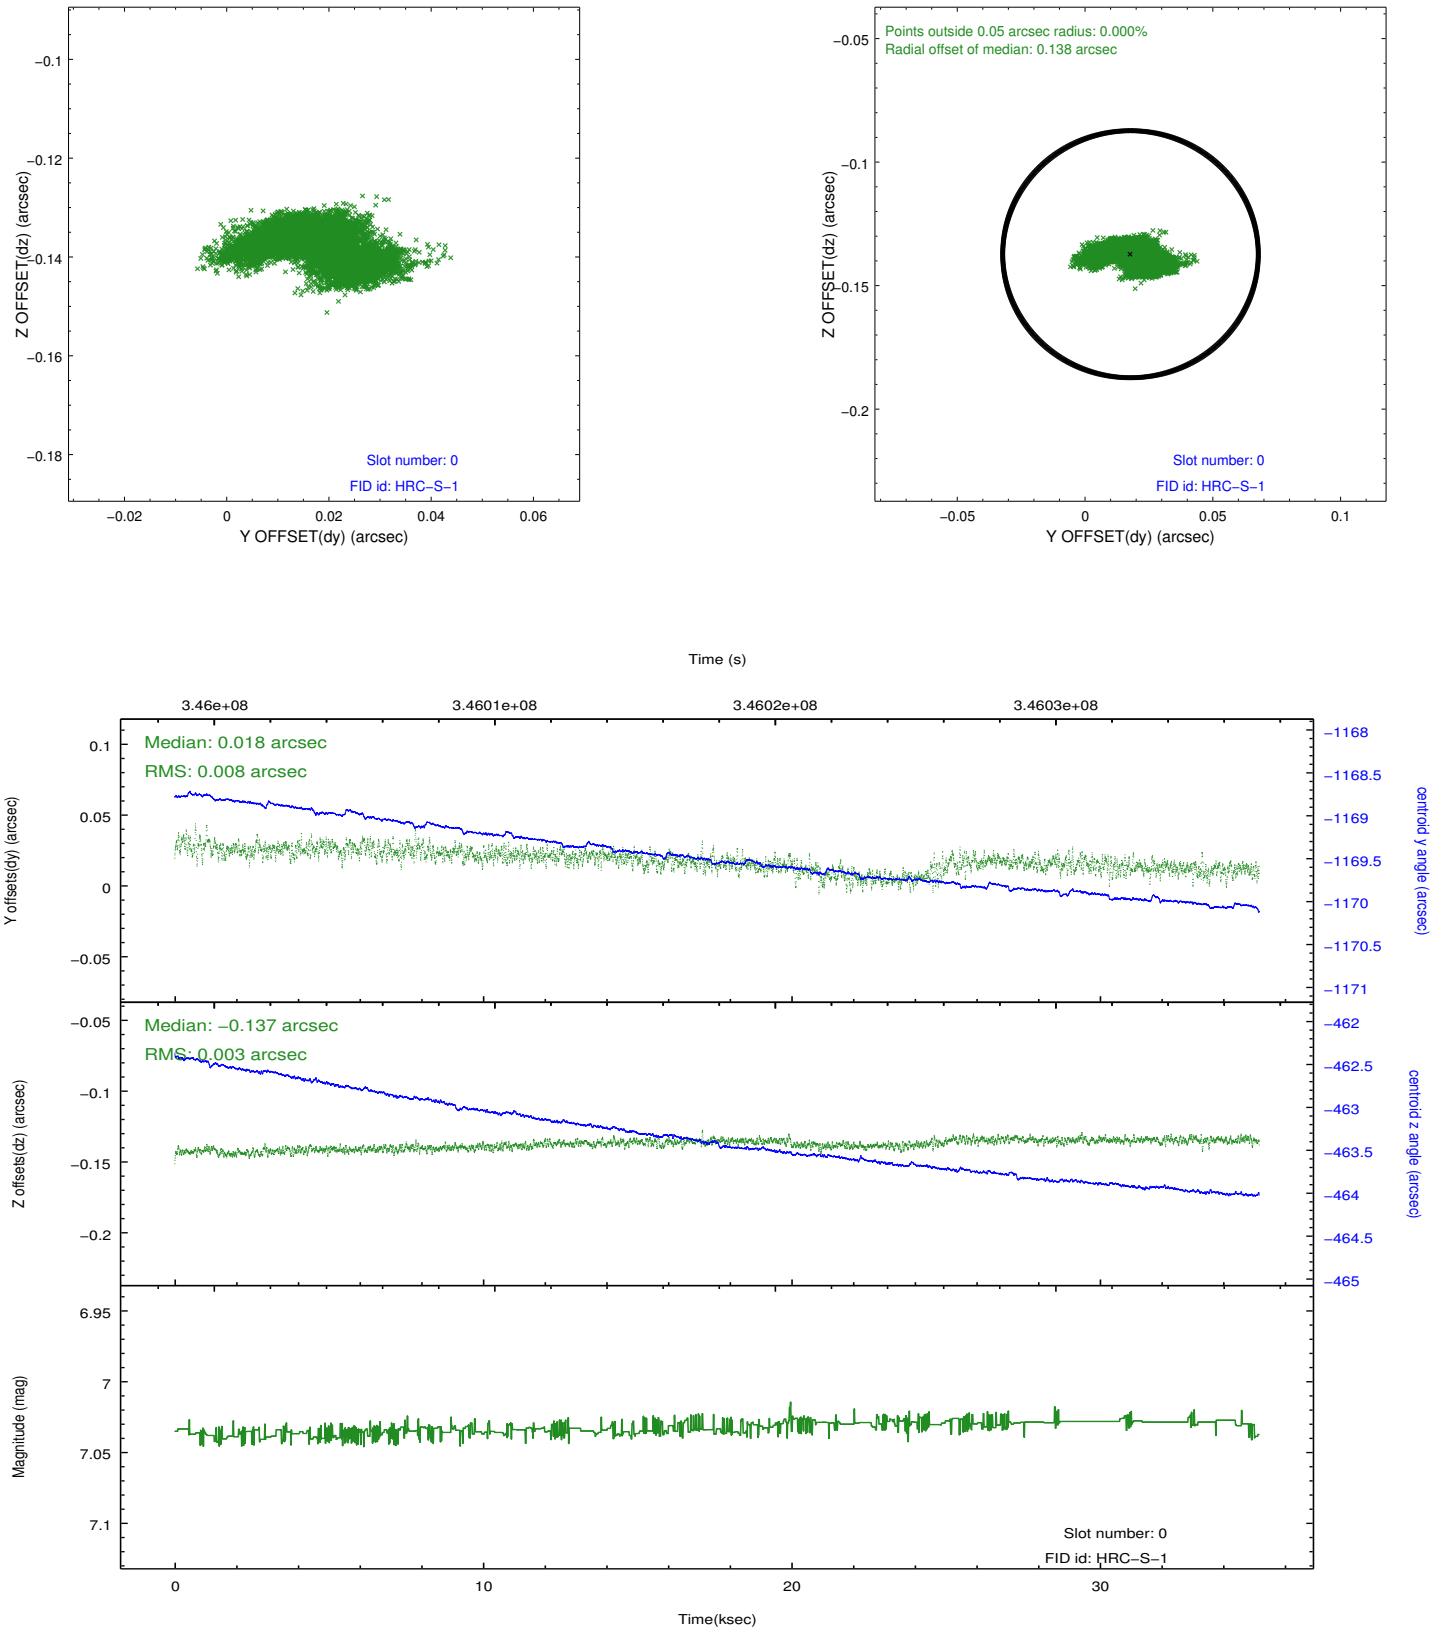 −0.1
−0.12
−0.14
−0.16
−0.18
Z OFFSET(dz) (arcsec)
Slot number: 0
FID id: HRC−S−1
−0.02
0
0.02
0.04
0.06
Y OFFSET(dy) (arcsec)
Points outside 0.05 arcsec radius: 0.000%
Radial offset of median: 0.138 arcsec
−0.05
−0.1
−0.15
−0.2
Z OFFSET(dz) (arcsec)
Slot number: 0
FID id: HRC−S−1
−0.05
0
0.05
0.1
Y OFFSET(dy) (arcsec)
Time (s)
3.46e+08
3.4601e+08
3.4602e+08
3.4603e+08
Median: 0.018 arcsec
RMS: 0.008 arcsec
0.1
0.05
0
−0.05
Y offsets(dy) (arcsec)
−1168
−1168.5
−1169
−1169.5
−1170
−1170.5
−1171
centroid y angle (arcsec)
Median: −0.137 arcsec
RMS: 0.003 arcsec
−0.05
−0.1
−0.15
−0.2
Z offsets(dz) (arcsec)
−462
−462.5
−463
−463.5
−464
−464.5
−465
centroid z angle (arcsec)
6.95
7
7.05
7.1
Magnitude (mag)
Slot number: 0
FID id: HRC−S−1
0
10
20
30
Time(ksec)